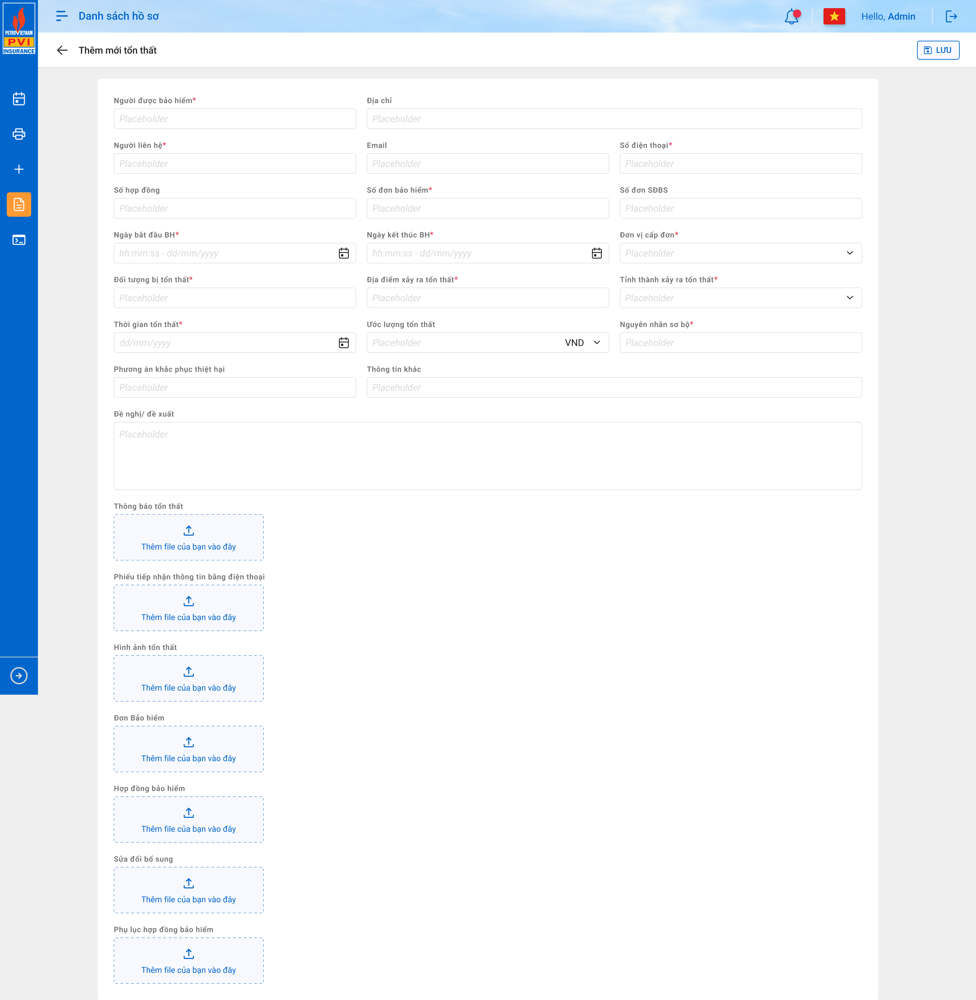 PETROVIETNAM
PVI
INSURANCE
Danh sách hồ sơ
Hello, Admin
Thêm mới tổn thất
LƯU
Người được bảo hiểm*
Địa chỉ
Placeholder
Placeholder
Người liên hệ*
Email
Số điện thoại*
Placeholder
Placeholder
Placeholder
Số hợp đồng
Số đơn bảo hiểm*
Số đơn SĐBS
Placeholder
Placeholder
Placeholder
Ngày bắt đầu BH*
Ngày kết thúc BH*
Đơn vị cấp đơn*
hh:mm:ss - dd/mm/yyyy
hh:mm:ss - dd/mm/yyyy
Placeholder
Đối tượng bị tổn thất*
Địa điểm xảy ra tổn thất*
Tỉnh thành xảy ra tổn thất*
Placeholder
Placeholder
Placeholder
Thời gian tổn thất*
Ước lượng tổn thất
Nguyên nhân sơ bộ*
dd/mm/yyyy
Placeholder
VND
Placeholder
Phương án khắc phục thiệt hại
Thông tin khác
Placeholder
Placeholder
Đề nghị/ đề xuất
Placeholder
Thông báo tổn thất
Thêm file của bạn vào đây
Phiếu tiếp nhận thông tin bằng điện thoại
Thêm file của bạn vào đây
Hình ảnh tổn thất
Thêm file của bạn vào đây
Đơn Bảo hiểm
Thêm file của bạn vào đây
Hợp đồng bảo hiểm
Thêm file của bạn vào đây
Sửa đổi bổ sung
Thêm file của bạn vào đây
Phụ lục hợp đồng bảo hiểm
Thêm file của bạn vào đây